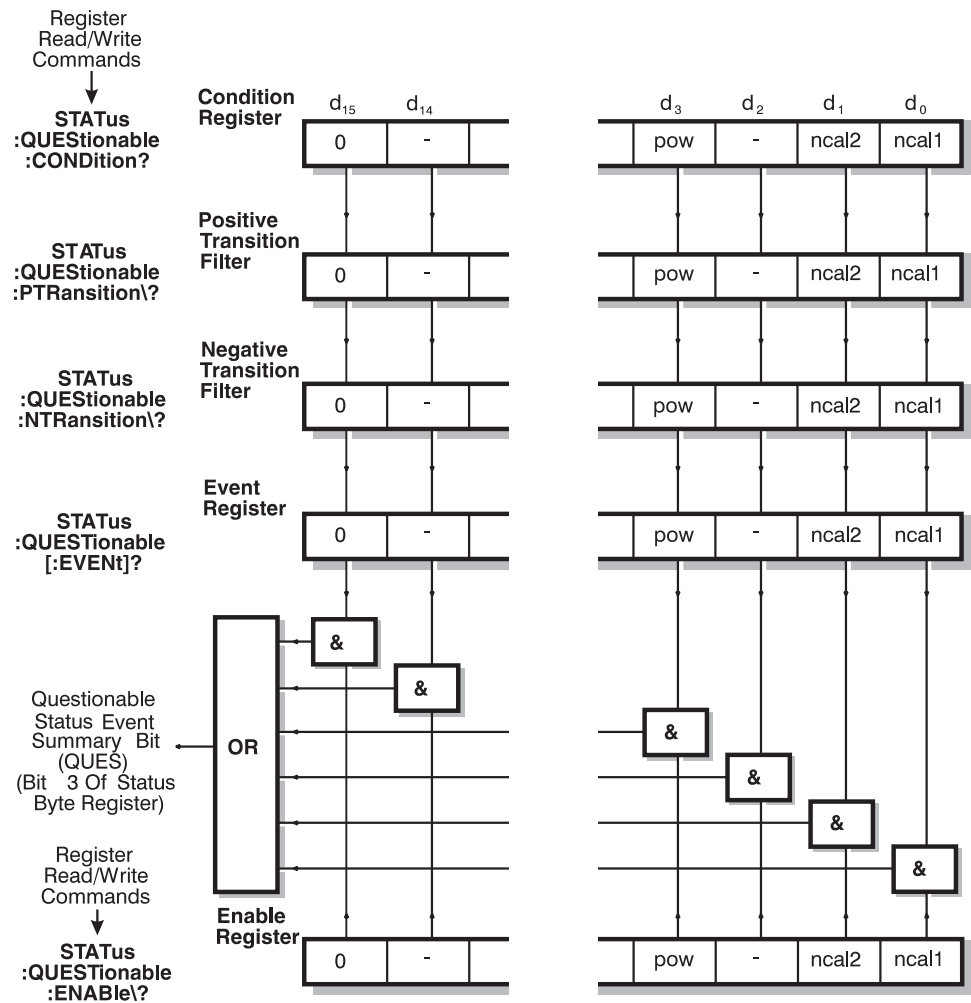 Register
Read/Write
Commands
STATus
:QUEStionable
:CONDition?
Condition
Register
d15 d14 d3 d2 d1 d0
0 - pow - ncal2 ncal1
Positive
Transition
Filter
STATus
:QUEStionable
:PTRansition\?
0 - pow - ncal2 ncal1
Negative
Transition
Filter
STATus
:QUEStionable
:NTRansition\?
0 - pow - ncal2 ncal1
Event
Register
STATus
:QUESTionable
[:EVENt]?
0 - pow - ncal2 ncal1
&
&
&
&
&
&
OR
Questionable
Status Event
Summary Bit
(QUES)
(Bit 3 Of Status
Byte Register)
Register
Read/Write
Commands
STATus
:QUESTionable
:ENABle\?
Enable
Register
0 - pow - ncal2 ncal1